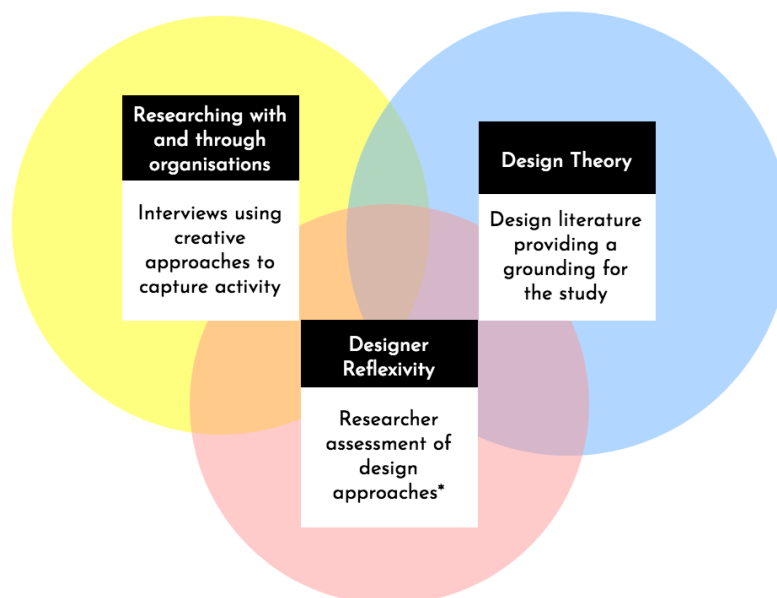 Researching with
and through
organisations
Interviews using
creative
approaches to
capture activity
Design Theory
Design literature
providing a
grounding for
the study
Designer
Reflexivity
Researcher
assessment of
design
approaches*